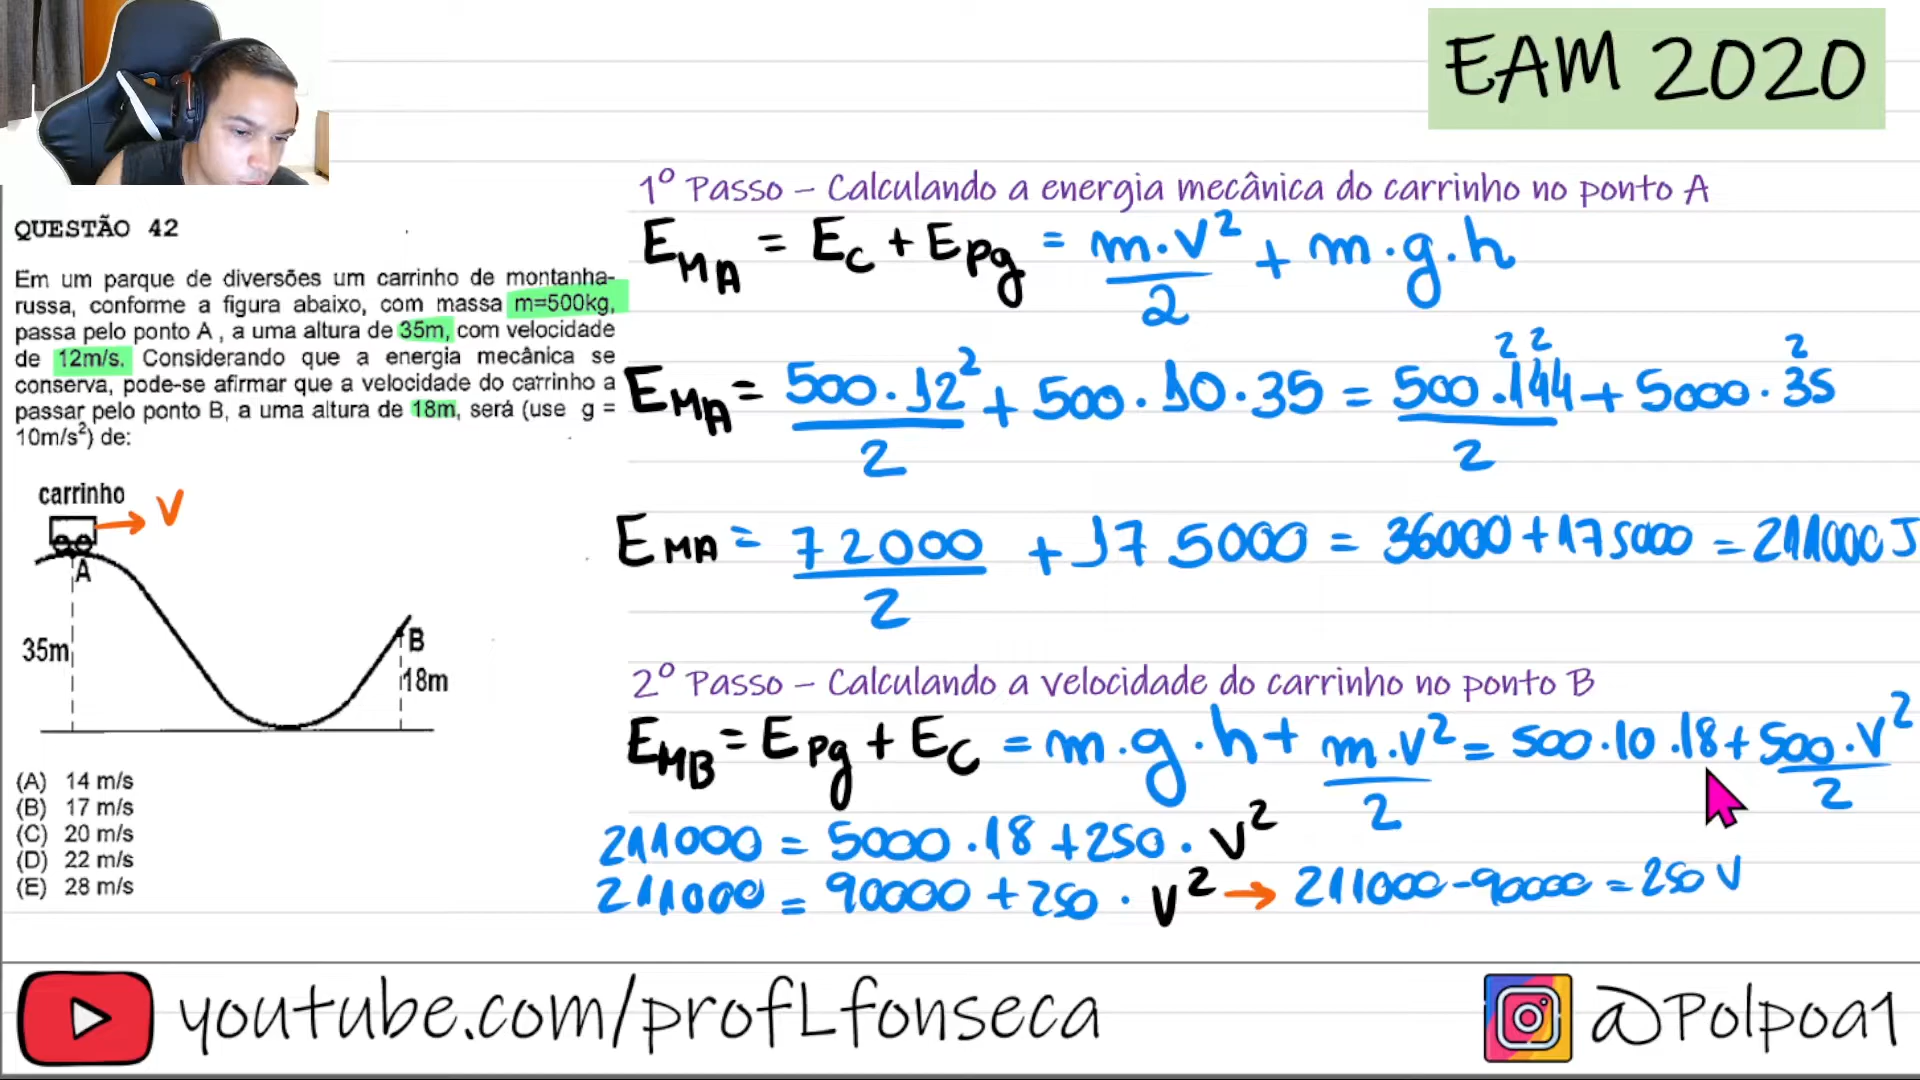 EAM 2020
QUESTÃO 42
Em um parque de diversões um carrinho de montanha-
russa, conforme a figura abaixo, com massa m=500kg,
passa pelo ponto A , a uma altura de 35m, com velocidade
de 12m/s. Considerando que a energia mecânica se
conserva, pode-se afirmar que a velocidade do carrinho a
passar pelo ponto B, a uma altura de 18m, será (use g =
10m/s²) de:
carrinho
V
A
35m
B
18m
(A) 14 m/s
(B) 17 m/s
(C) 20 m/s
(D) 22 m/s
(E) 28 m/s
1º Passo – Calculando a energia mecânica do carrinho no ponto A
EMA = EC + EPg = m.v²/2 + m.g.h
EMA = 500.12²/2 + 500.10.35 = 500.144/2 + 5000.35
2 2
2
EMA = 72000/2 + 175000 = 36000 + 175000 = 211000 J
2º Passo – Calculando a velocidade do carrinho no ponto B
EMB = EPg + EC = m.g.h + m.v²/2 = 500.10.18 + 500.v²/2
211000 = 5000.18 + 250.v²
211000 = 90000 + 250.v² → 211000 - 90000 = 250 V
youtube.com/profLfonseca
@Polpoa1